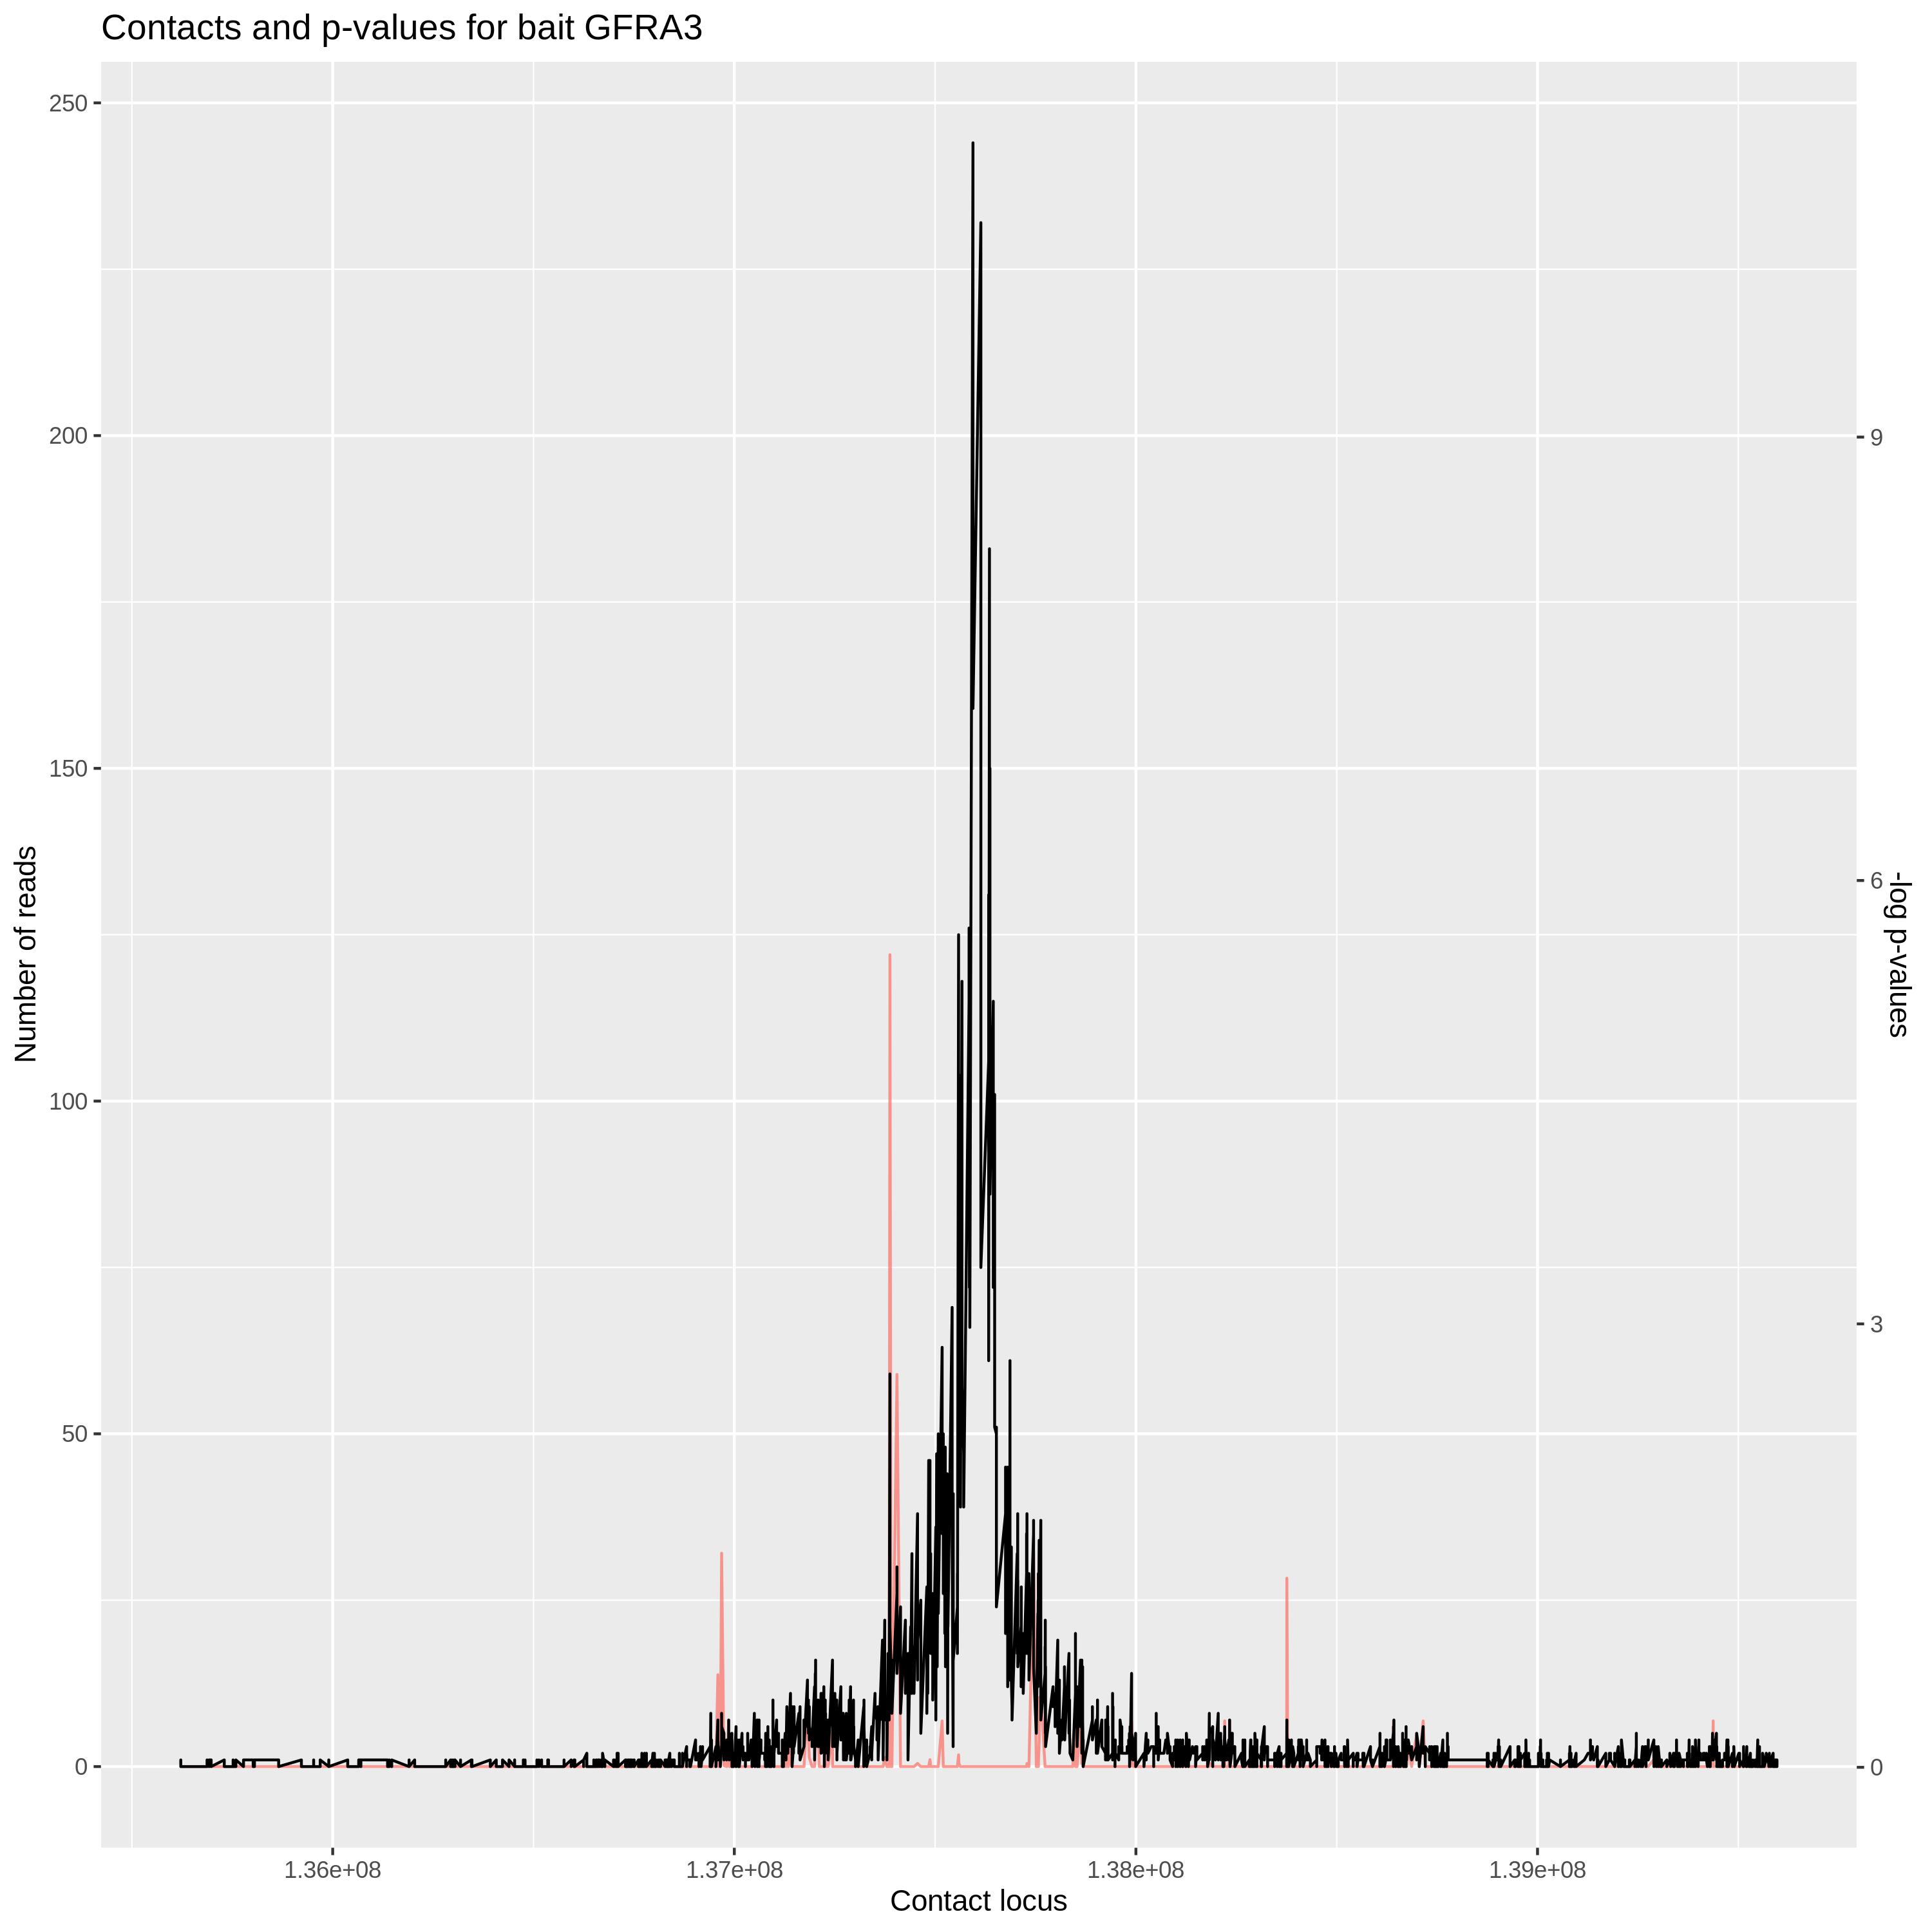 Contacts and p-values for bait GFRA3
250
200
150
100
50
0
Number of reads
9
6
3
0
-log p-values
1.36e+08
1.37e+08
1.38e+08
1.39e+08
Contact locus